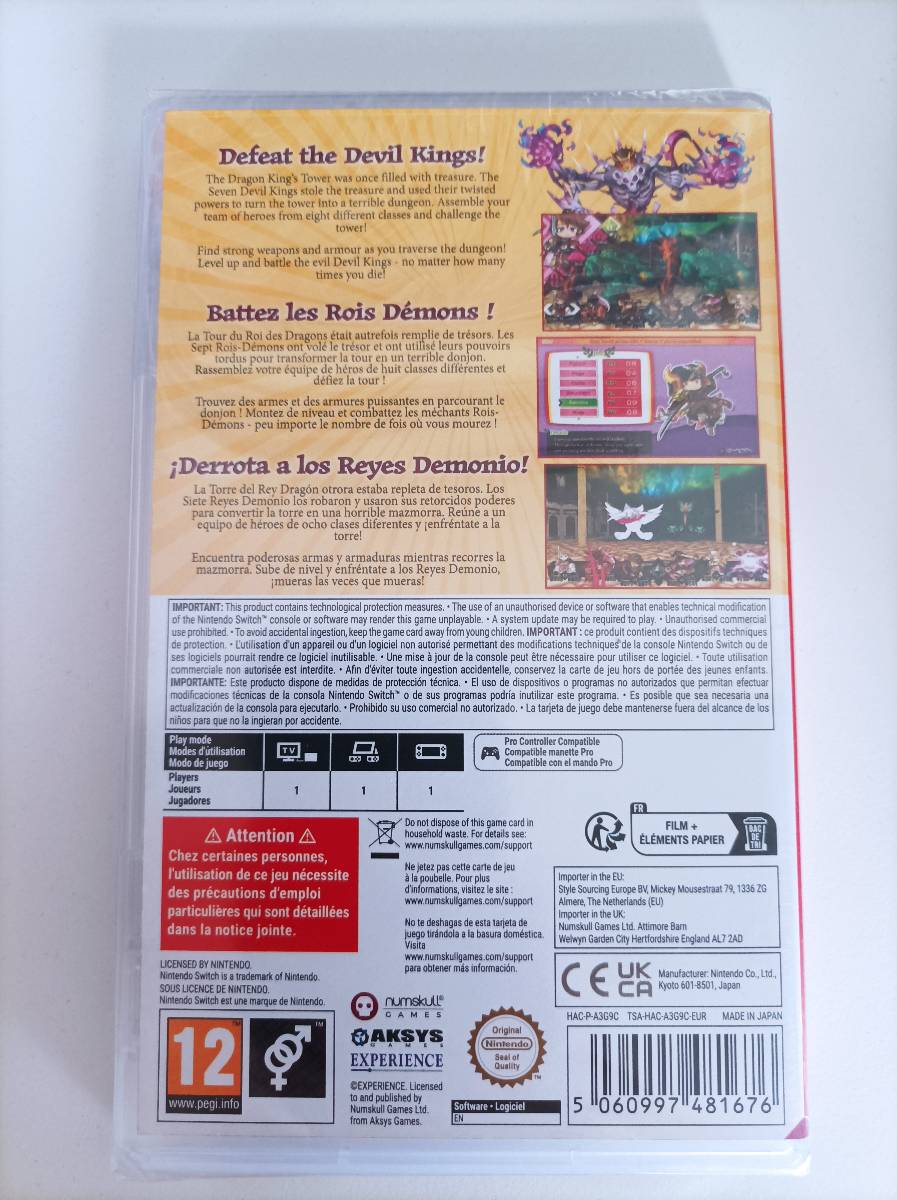 Defeat the Devil Kings!
The Dragon King's Tower was once filled with treasure. The
Seven Devil Kings stole the treasure and used their twisted
powers to turn the tower into a terrible dungeon. Assemble your
team of heroes from eight different classes and challenge the
tower!
Find strong weapons and armour as you traverse the dungeon!
Level up and battle the evil Devil Kings - no matter how many
times you die!
Battez les Rois Démons !
La Tour du Roi des Dragons était autrefois remplie de trésors. Les
Sept Rois-Démons ont volé le trésor et ont utilisé leurs pouvoirs
tordus pour transformer la tour en un terrible donjon.
Rassemblez votre équipe de héros de huit classes différentes et
défiez la tour !
Trouvez des armes et des armures puissantes en parcourant le
donjon ! Montez de niveau et combattez les méchants Rois-
Démons - peu importe le nombre de fois où vous mourez !
¡Derrota a los Reyes Demonio!
La Torre del Rey Dragón otrora estaba repleta de tesoros. Los
Siete Reyes Demonio los robaron y usaron sus retorcidos poderes
para convertir la torre en una horrible mazmorra. Reúne a un
equipo de héroes de ocho clases diferentes y ¡enfréntate a la
torre!
Encuentra poderosas armas y armaduras mientras recorres la
mazmorra. Sube de nivel y enfréntate a los Reyes Demonio,
¡mueras las veces que mueras!
IMPORTANT: This product contains technological protection measures. • The use of an unauthorised device or software that enables technical modification
of the Nintendo Switch™ console or software may render this game unplayable. • A system update may be required to play. • Unauthorised commercial
use prohibited. • To avoid accidental ingestion, keep the game card away from young children. IMPORTANT : ce produit contient des dispositifs techniques
de protection. • L'utilisation d'un appareil ou d'un logiciel non autorisé permettant des modifications techniques de la console Nintendo Switch ou de
ses logiciels pourrait rendre ce logiciel inutilisable. • Une mise à jour de la console peut être nécessaire pour utiliser ce logiciel. • Toute utilisation
commerciale non autorisée est interdite. • Afin d'éviter toute ingestion accidentelle, conservez la carte de jeu hors de portée des jeunes enfants.
IMPORTANTE: Este producto dispone de medidas de protección técnica. • El uso de dispositivos o programas no autorizados que permitan efectuar
modificaciones técnicas de la consola Nintendo Switch™ o de sus programas podría inutilizar este programa. • Es posible que sea necesaria una
actualización de la consola para ejecutarlo. • Prohibido su uso comercial no autorizado. • La tarjeta de juego debe mantenerse fuera del alcance de los
niños para que no la ingieran por accidente.
Play mode
Modes d'utilisation
Modo de juego
TV
Pro Controller Compatible
Compatible manette Pro
Compatible con el mando Pro
Players
Joueurs
Jugadores
1 1 1
Attention
Chez certaines personnes,
l'utilisation de ce jeu nécessite
des précautions d'emploi
particulières qui sont détaillées
dans la notice jointe.
Do not dispose of this game card in
household waste. For details see:
www.numskullgames.com/support
Ne jetez pas cette carte de jeu
à la poubelle. Pour plus
d'informations, visitez le site :
www.numskullgames.com/support
No te deshagas de esta tarjeta de
juego tirándola a la basura doméstica.
Visita
www.numskullgames.com/support
para obtener más información.
FR
FILM +
ÉLÉMENTS PAPIER
BAC
DE
TRI
Importer in the EU:
Style Sourcing Europe BV, Mickey Mousestraat 79, 1336 ZG
Almere, The Netherlands (EU)
Importer in the UK:
Numskull Games Ltd. Attimore Barn
Welwyn Garden City Hertfordshire England AL7 2AD
CE UK
CA
Manufacturer: Nintendo Co., Ltd.,
Kyoto 601-8501, Japan
LICENSED BY NINTENDO.
Nintendo Switch is a trademark of Nintendo.
SOUS LICENCE DE NINTENDO.
Nintendo Switch est une marque de Nintendo.
12
www.pegi.info
TM
numskull®
GAMES
AKSYS
GAMES
EXPERIENCE
©EXPERIENCE. Licensed
to and published by
Numskull Games Ltd.
from Aksys Games.
Original
Nintendo
Seal of
Quality
TM
Software • Logiciel
EN
HAC-P-A3G9C TSA-HAC-A3G9C-EUR MADE IN JAPAN
5 060997 481676